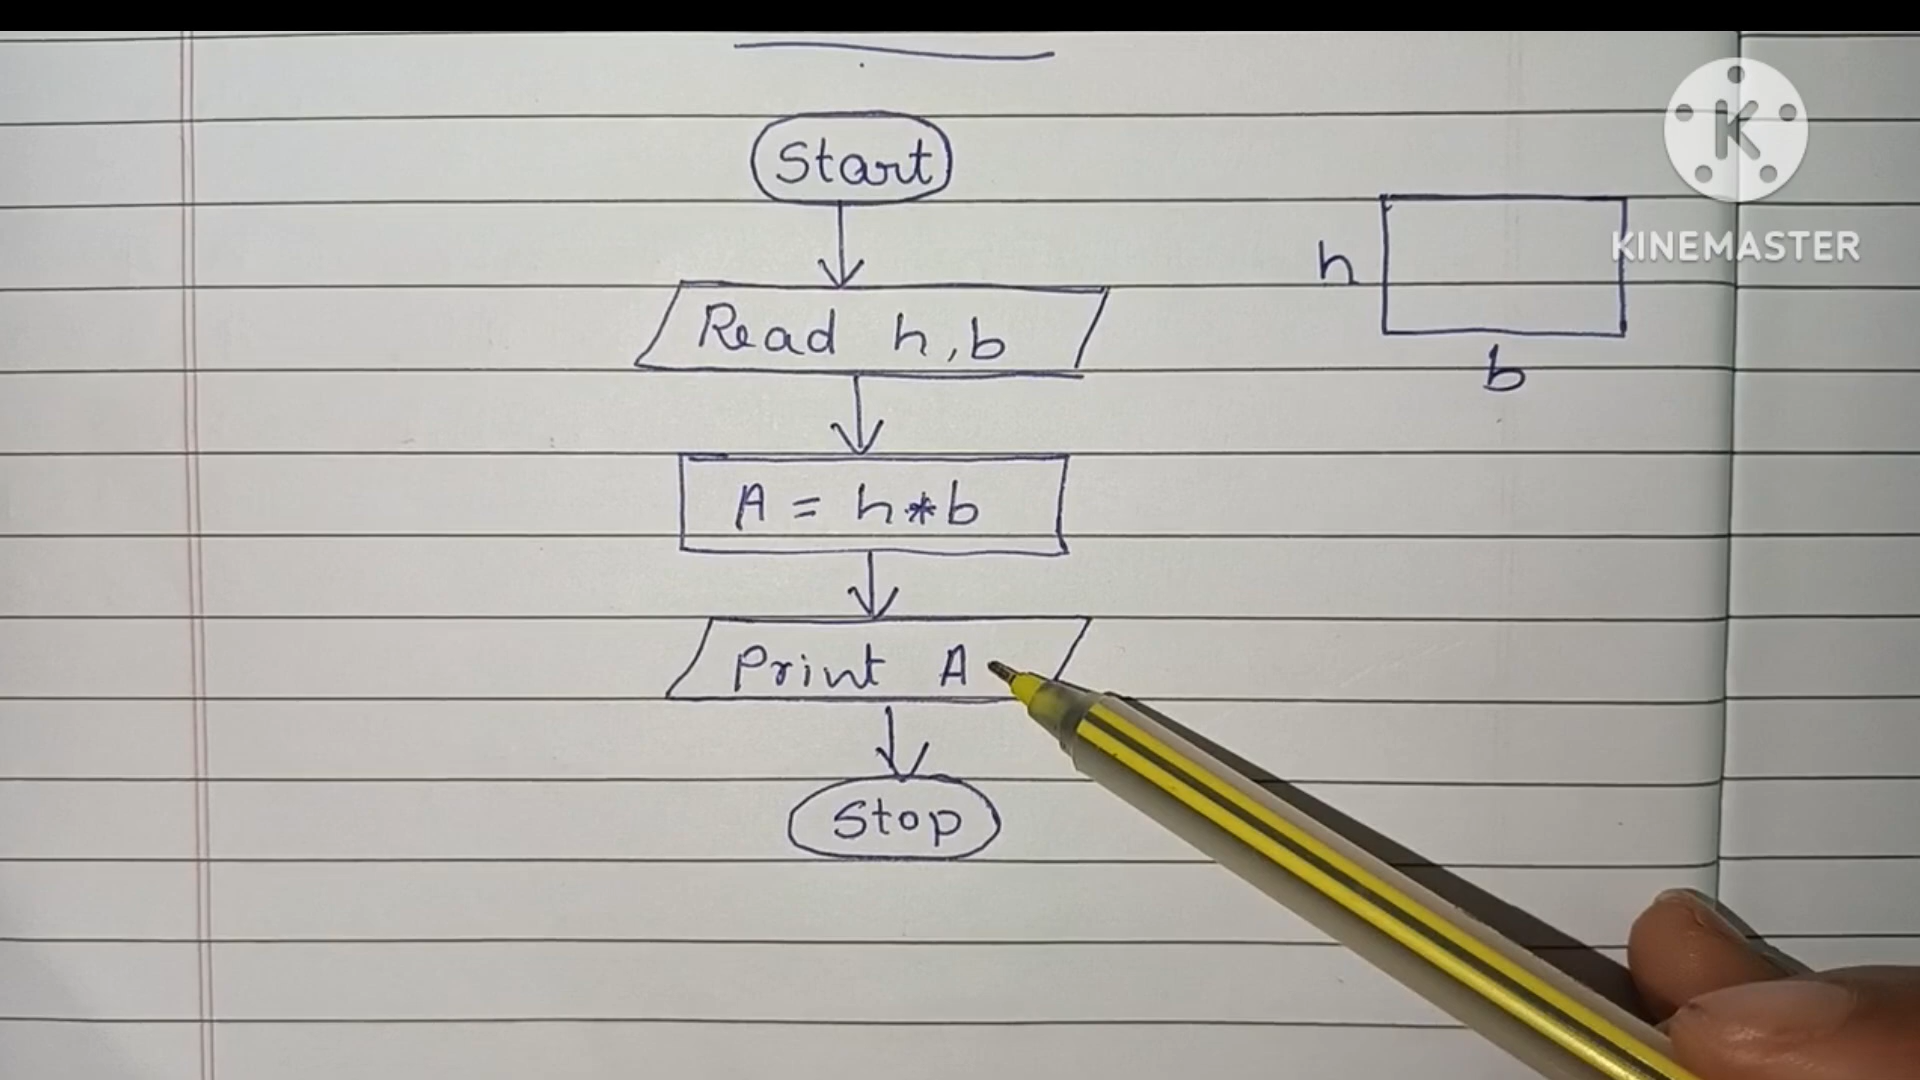 Start
Read h, b
A = h * b
Print A
Stop
h
b
K
KINEMASTER